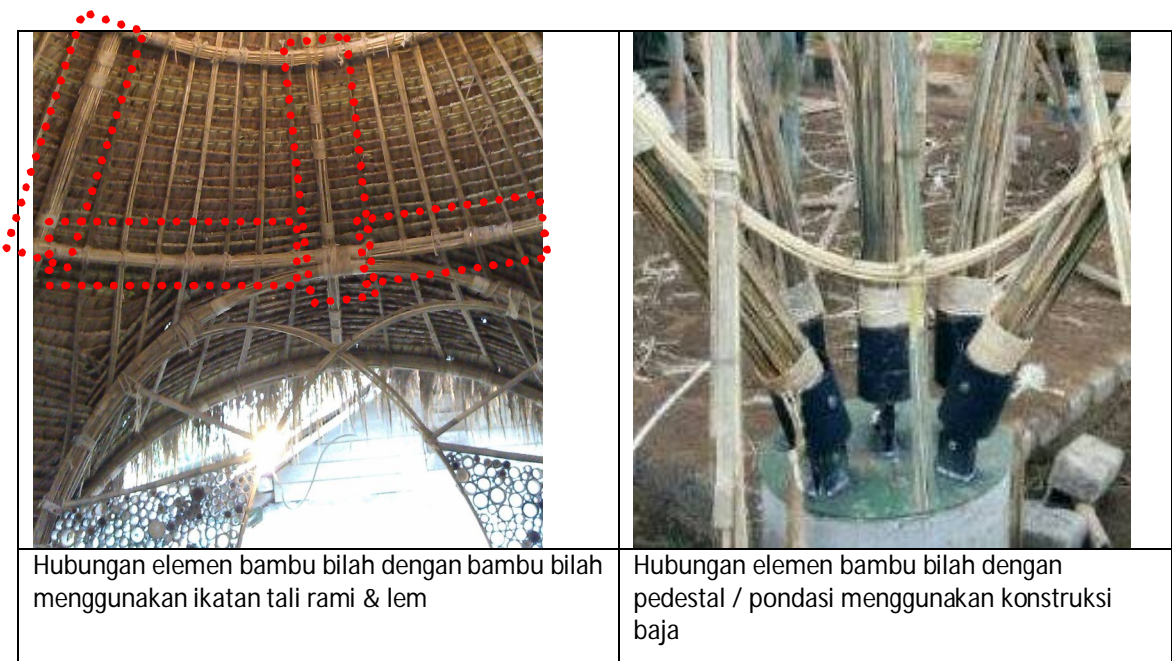 Hubungan elemen bambu bilah dengan bambu bilah
menggunakan ikatan tali rami & lem
Hubungan elemen bambu bilah dengan
pedestal / pondasi menggunakan konstruksi
baja